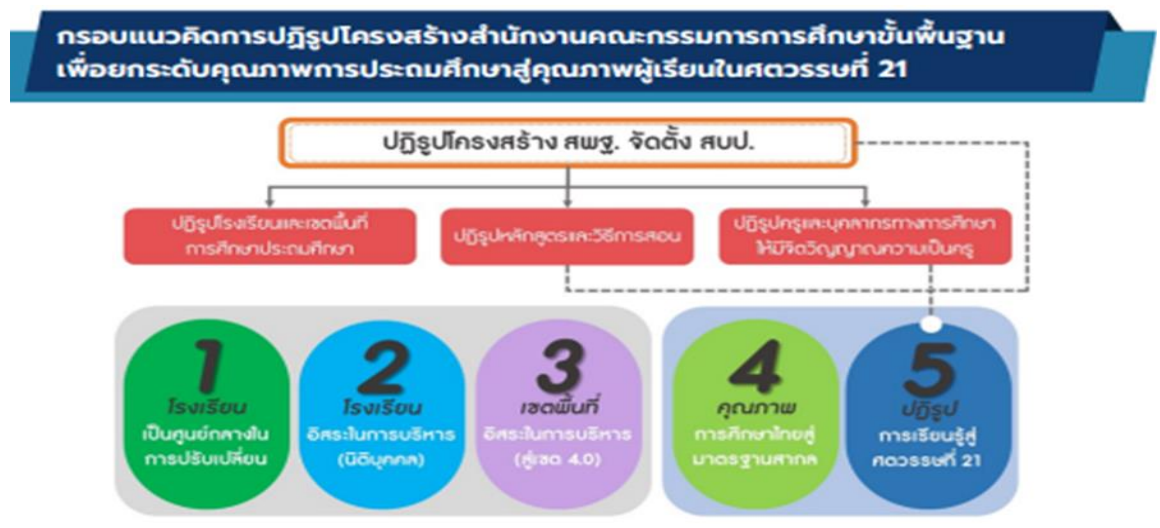 กรอบแนวคิดการปฏิรูปโครงสร้างสำนักงานคณะกรรมการการศึกษาขั้นพื้นฐาน
เพื่อยกระดับคุณภาพการประถมศึกษาสู่คุณภาพผู้เรียนในศตวรรษที่ 21
ปฏิรูปโครงสร้าง สพฐ. จัดตั้ง สบป.
ปฏิรูปโรงเรียนและเขตพื้นที่
การศึกษาประถมศึกษา
ปฏิรูปหลักสูตรและวิธีการสอน
ปฏิรูปครูและบุคลากรทางการศึกษา
ให้มีจิตวิญญาณความเป็นครู
1
โรงเรียน
เป็นศูนย์กลางใน
การปรับเปลี่ยน
2
โรงเรียน
อิสระในการบริหาร
(นิติบุคคล)
3
เขตพื้นที่
อิสระในการบริหาร
(สู่เขต 4.0)
4
คุณภาพ
การศึกษาไทยสู่
มาตรฐานสากล
5
ปฏิรูป
การเรียนรู้สู่
ศตวรรษที่ 21